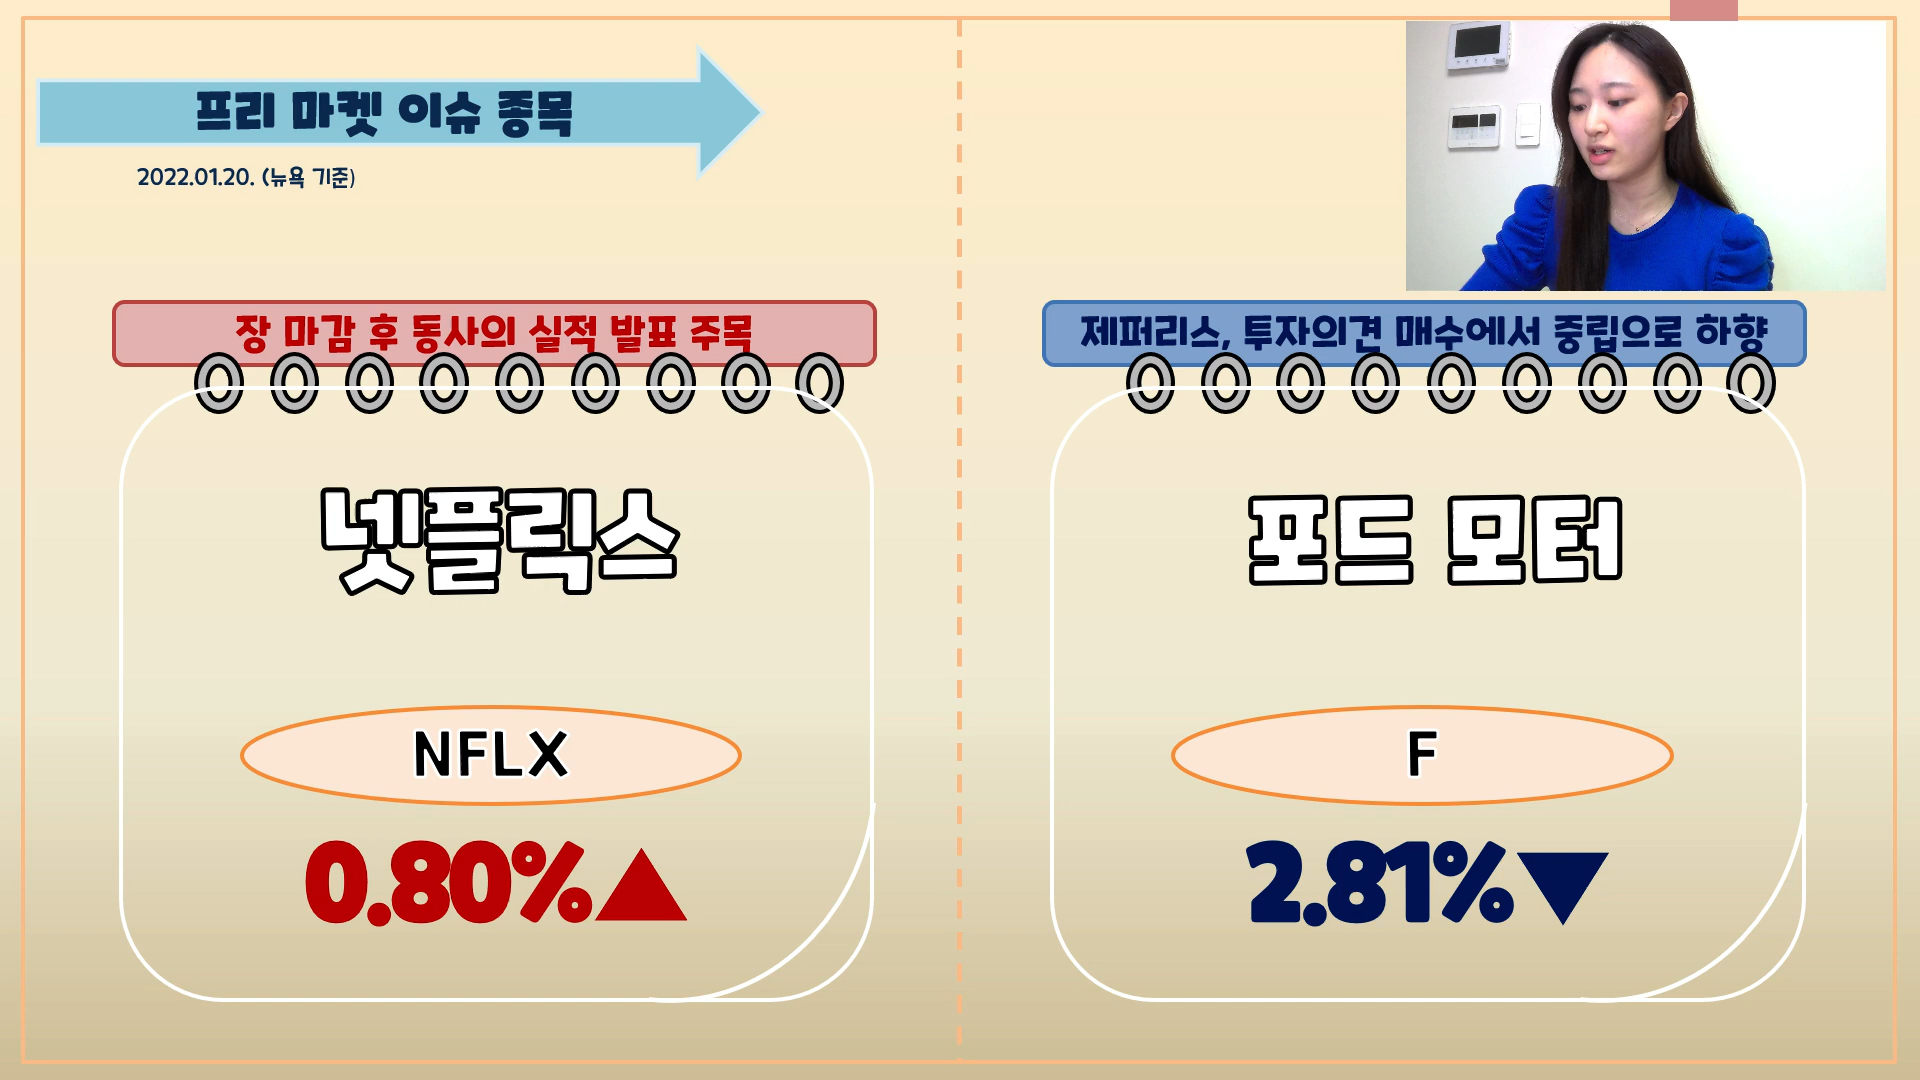 프리 마켓 이슈 종목
2022.01.20. (뉴욕 기준)
장 마감 후 동사의 실적 발표 주목
넷플릭스
NFLX
0.80%▲
제퍼리스, 투자의견 매수에서 중립으로 하향
포드 모터
F
2.81%▼